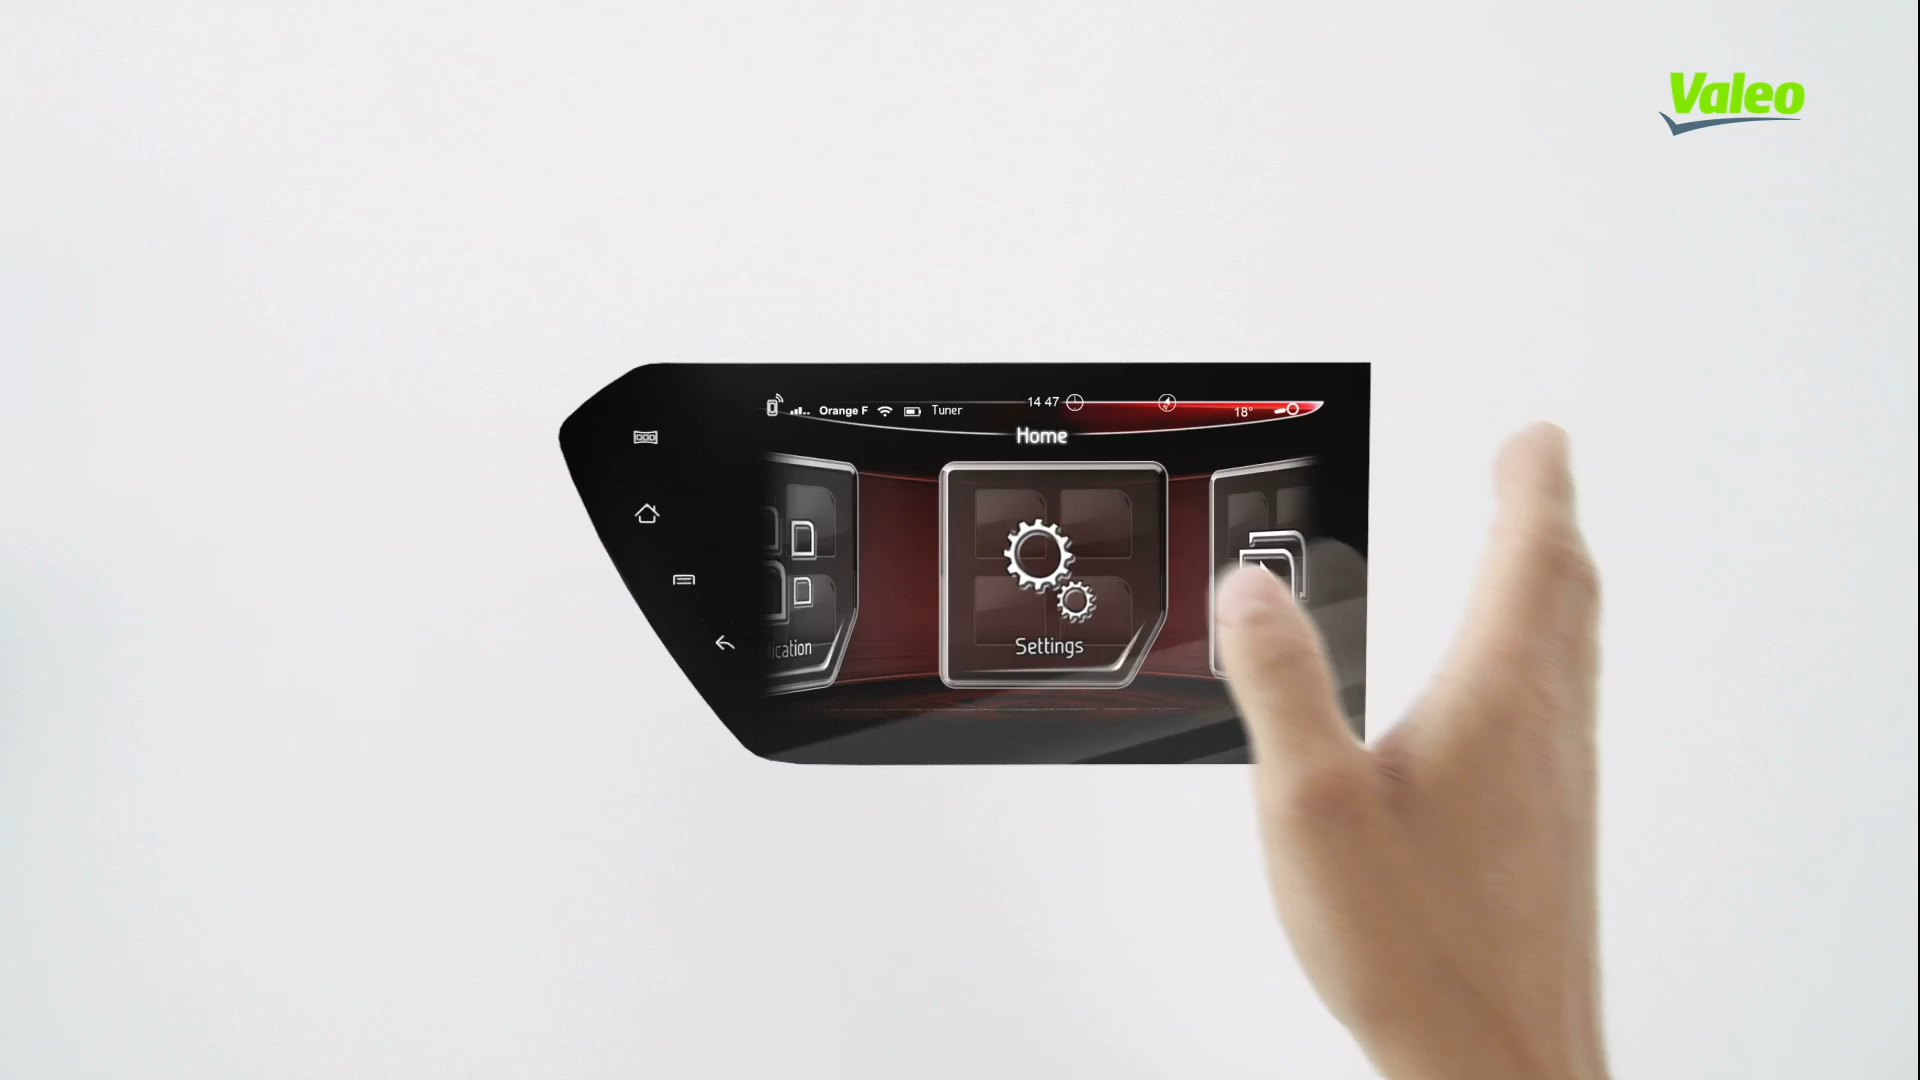 Valeo
Orange F Tuner 14 47 18°
Home
lication
Settings